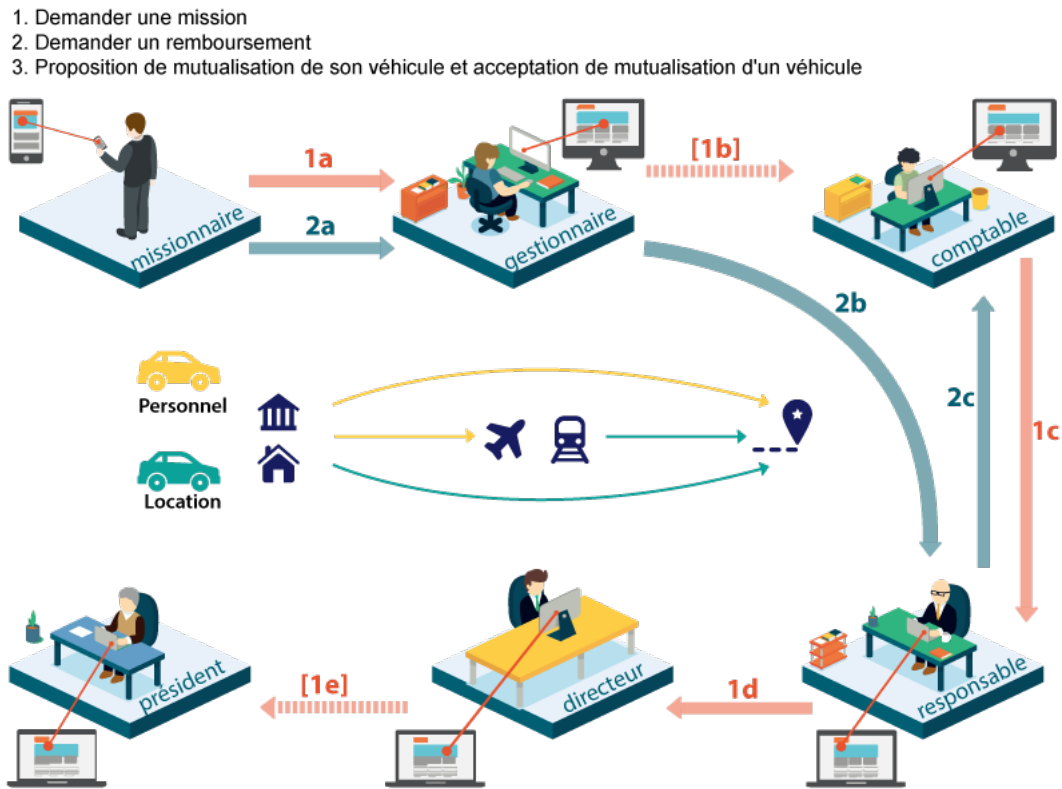 1. Demander une mission
2. Demander un remboursement
3. Proposition de mutualisation de son véhicule et acceptation de mutualisation d'un véhicule
1a
[1b]
missionnaire
2a
gestionnaire
comptable
2b
Personnel
2c
1c
Location
président
[1e]
directeur
1d
responsable